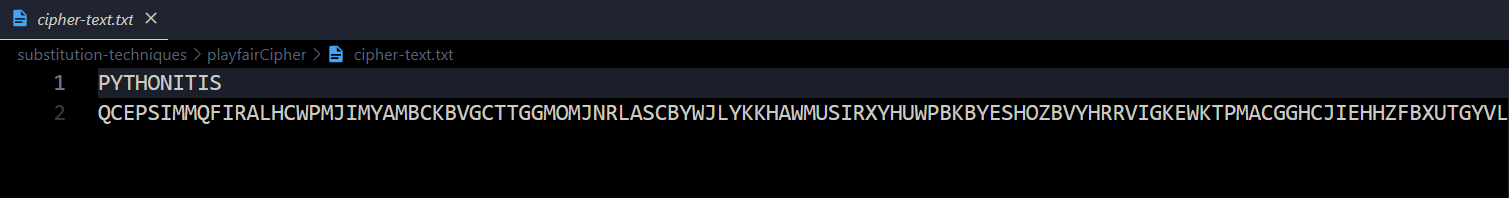 cipher-text.txt
substitution-techniques > playfairCipher > cipher-text.txt
1 PYTHONITIS
2 QCEPSIMMQFIRALHCWPMJIMYAMBCKBVGCTTGGMOMJNRLASCBYWJLYKKHAWMUSIRXYHUWPBKBYESHOZBVYHRRVIGKEWKTPMACGGHCJIEHHZFBXUTGYVL